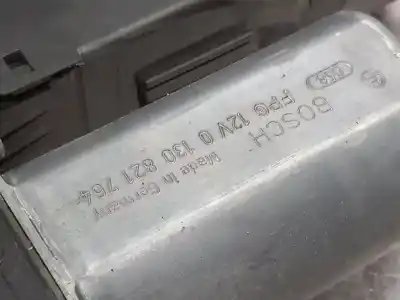 BOSCH
FPG 12V 0 130 821 764
Made in Germany